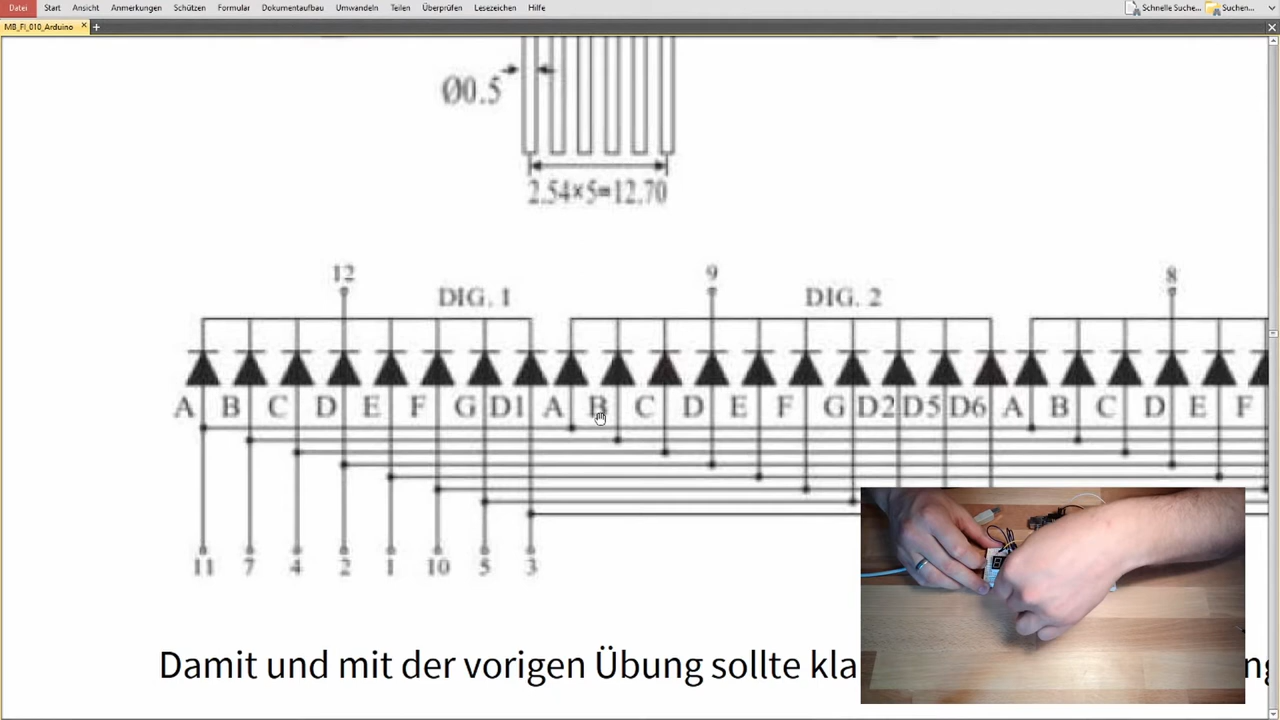 Datei Start Ansicht Anmerkungen Schützen Formular Dokumentaufbau Umwandeln Teilen Überprüfen Lesezeichen Hilfe Schnelle Suche... Suchen...
MB_FI_010_Arduino
Ø0.5
2.54×5=12.70
12 9 8
DIG. 1 DIG. 2
A B C D E F G D1 A B C D E F G D2 D5 D6 A B C D E F
11 7 4 2 1 10 5 3
Damit und mit der vorigen Übung sollte kla